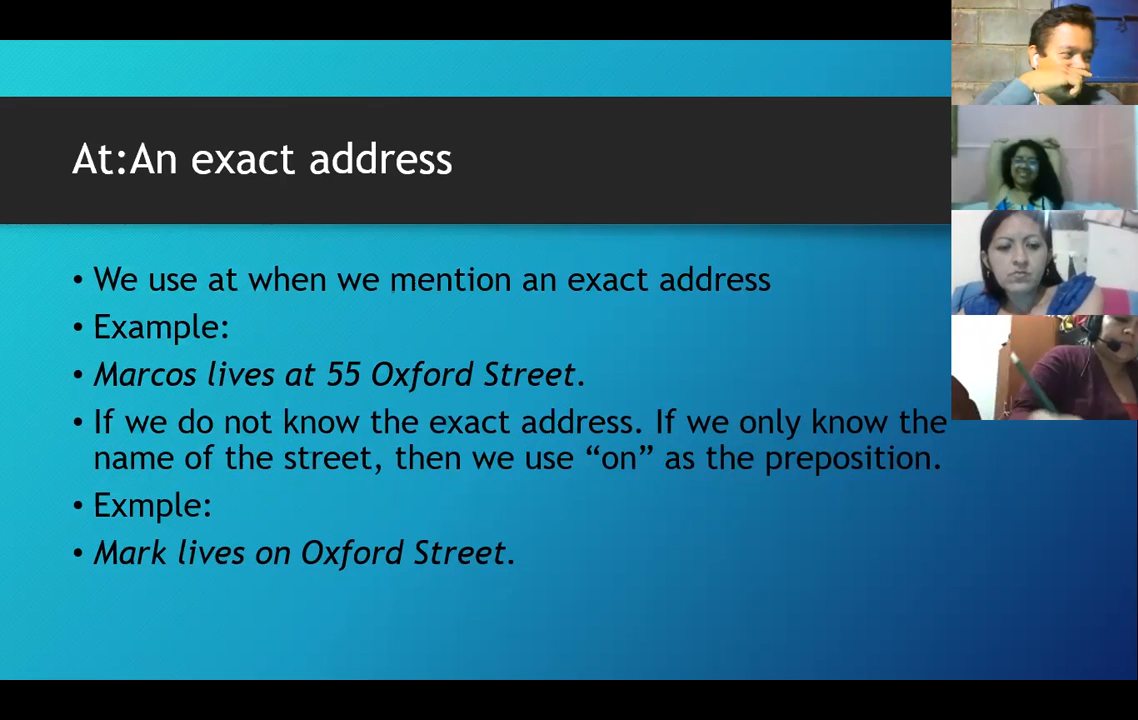 At:An exact address
• We use at when we mention an exact address
• Example:
• Marcos lives at 55 Oxford Street.
• If we do not know the exact address. If we only know the
name of the street, then we use “on” as the preposition.
• Exmple:
• Mark lives on Oxford Street.